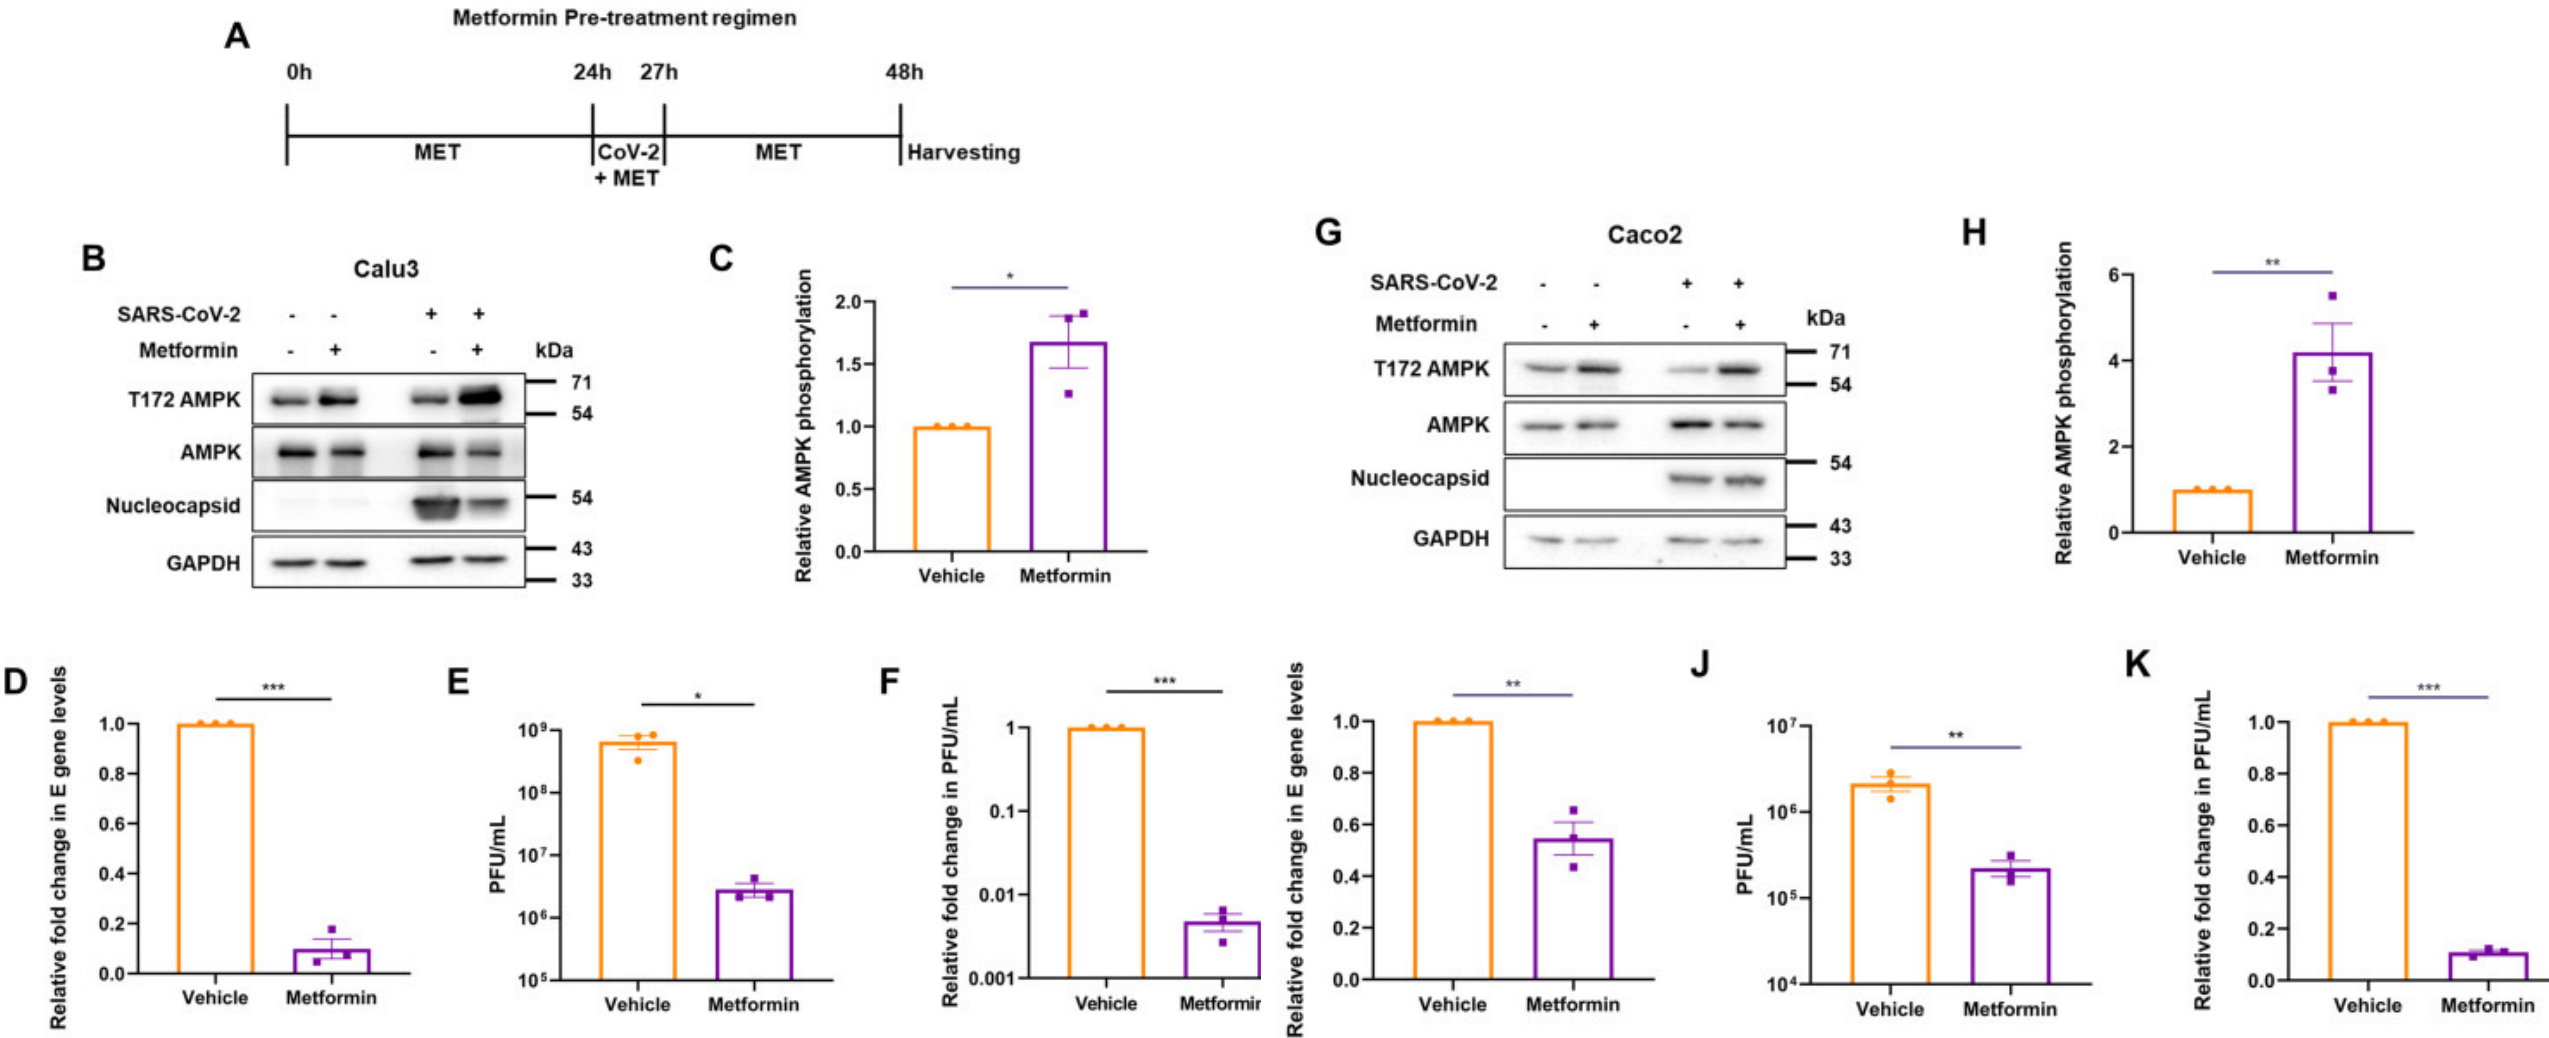 A
Metformin Pre-treatment regimen
0h 24h 27h 48h
MET CoV-2 MET Harvesting
+ MET
B
Calu3
SARS-CoV-2 - - + +
Metformin - + - + kDa
T172 AMPK 71
54
AMPK
Nucleocapsid 54
GAPDH 43
33
C
Relative AMPK phosphorylation
*
2.0
1.5
1.0
0.5
0.0
Vehicle Metformin
G
Caco2
SARS-CoV-2 - - + +
Metformin - + - + kDa
T172 AMPK 71
54
AMPK
Nucleocapsid 54
GAPDH 43
33
H
Relative AMPK phosphorylation
**
6
4
2
0
Vehicle Metformin
D
Relative fold change in E gene levels
***
1.0
0.8
0.6
0.4
0.2
0.0
Vehicle Metformin
E
PFU/mL
*
10⁹
10⁸
10⁷
10⁶
10⁵
Vehicle Metformin
F
Relative fold change in PFU/mL
***
1
0.1
0.01
0.001
Vehicle Metformir
Relative fold change in E gene levels
**
1.0
0.8
0.6
0.4
0.2
0.0
Vehicle Metformin
J
PFU/mL
**
10⁷
10⁶
10⁵
10⁴
Vehicle Metformin
K
Relative fold change in PFU/mL
***
1.0
0.8
0.6
0.4
0.2
0.0
Vehicle Metformin